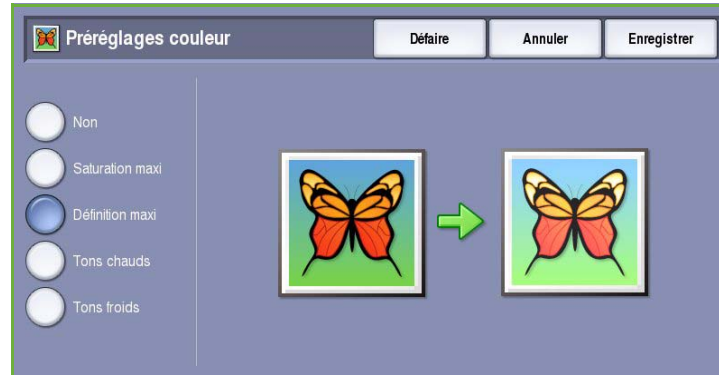 Préréglages couleur
Défaire
Annuler
Enregistrer
Non
Saturation maxi
Définition maxi
Tons chauds
Tons froids